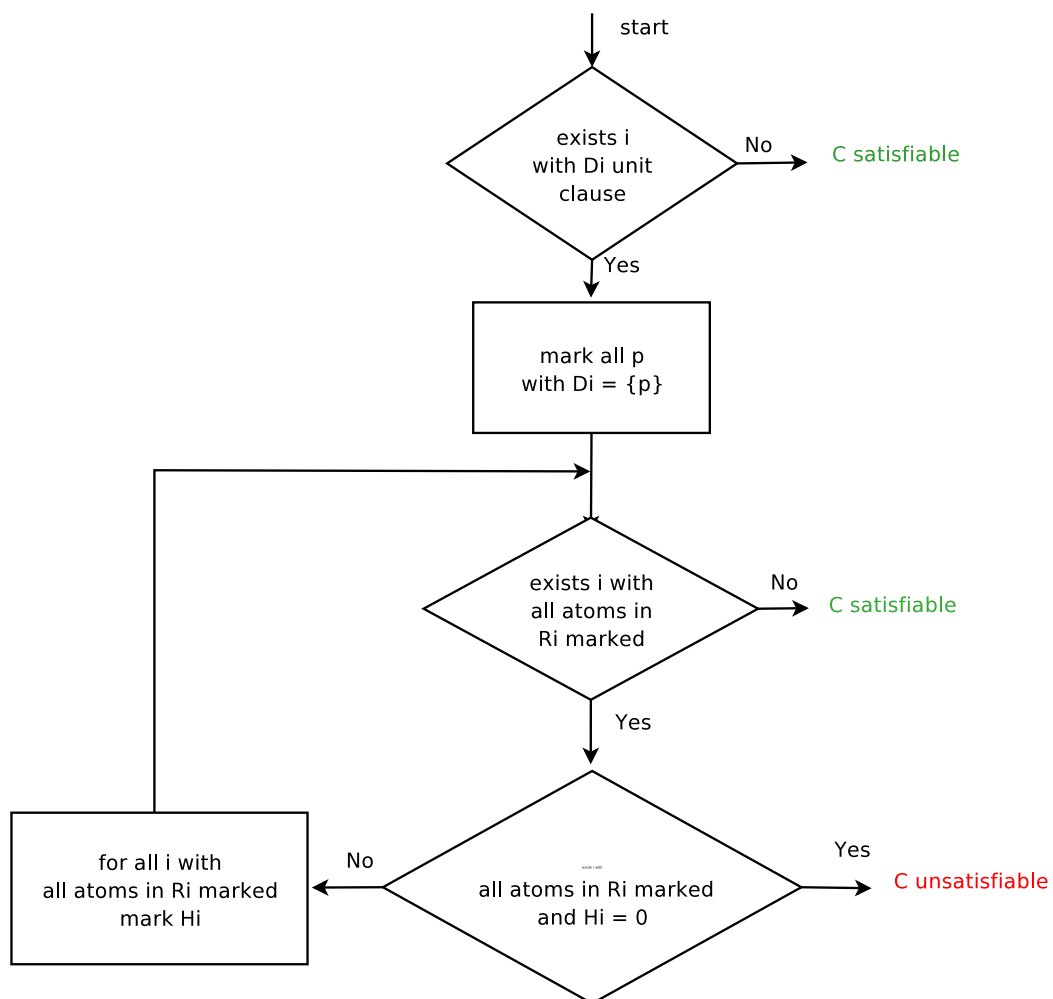 start
exists i
with Di unit
clause
No
C satisfiable
Yes
mark all p
with Di = {p}
exists i with
all atoms in
Ri marked
No
C satisfiable
Yes
exists i with
all atoms in Ri marked
and Hi = 0
Yes
C unsatisfiable
No
for all i with
all atoms in Ri marked
mark Hi